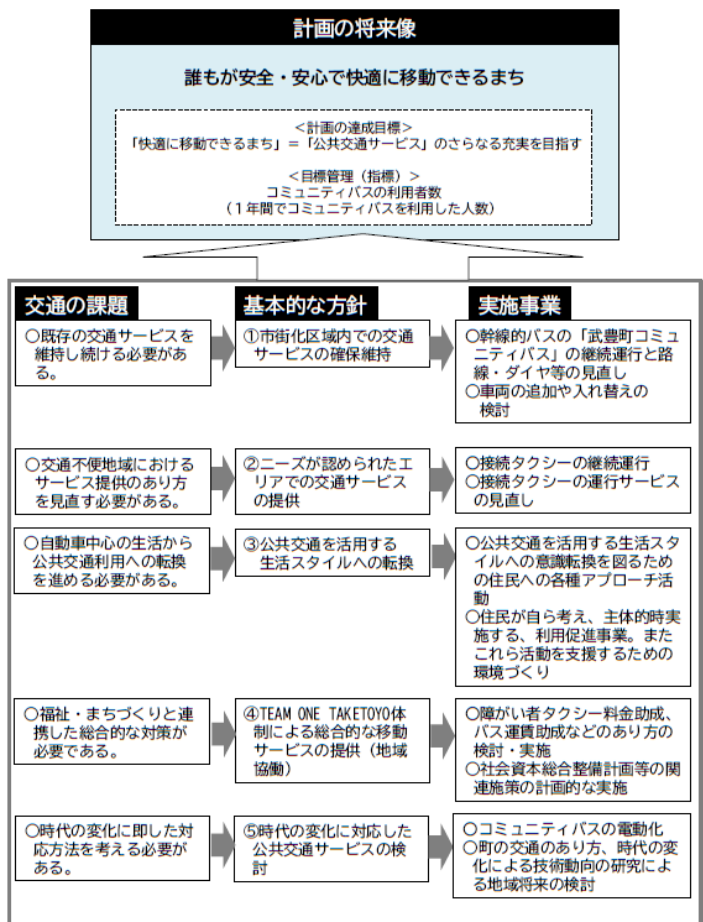 計画の将来像
誰もが安全・安心で快適に移動できるまち
＜計画の達成目標＞
「快適に移動できるまち」＝「公共交通サービス」のさらなる充実を目指す
＜目標管理（指標）＞
コミュニティバスの利用者数
（１年間でコミュニティバスを利用した人数）
交通の課題
基本的な方針
実施事業
○既存の交通サービスを
維持し続ける必要があ
る。
①市街化区域内での交通
サービスの確保維持
○幹線的バスの「武豊町コミュ
ニティバス」の継続運行と路
線・ダイヤ等の見直し
○車両の追加や入れ替えの
検討
○交通不便地域における
サービス提供のあり方
を見直す必要がある。
②ニーズが認められたエ
リアでの交通サービス
の提供
○接続タクシーの継続運行
○接続タクシーの運行サービス
の見直し
○自動車中心の生活から
公共交通利用への転換
を進める必要がある。
③公共交通を活用する
生活スタイルへの転換
○公共交通を活用する生活スタ
イルへの意識転換を図るため
の住民への各種アプローチ活
動
○住民が自ら考え、主体的時実
施する、利用促進事業。また
これら活動を支援するための
環境づくり
○福祉・まちづくりと連
携した総合的な対策が
必要である。
④TEAM ONE TAKETOYO体
制による総合的な移動
サービスの提供（地域
協働）
○障がい者タクシー料金助成、
バス運賃助成などのあり方の
検討・実施
○社会資本総合整備計画等の関
連施策の計画的な実施
○時代の変化に即した対
応方法を考える必要が
ある。
⑤時代の変化に対応した
公共交通サービスの検
討
○コミュニティバスの電動化
○町の交通のあり方、時代の変
化による技術動向の研究によ
る地域将来の検討